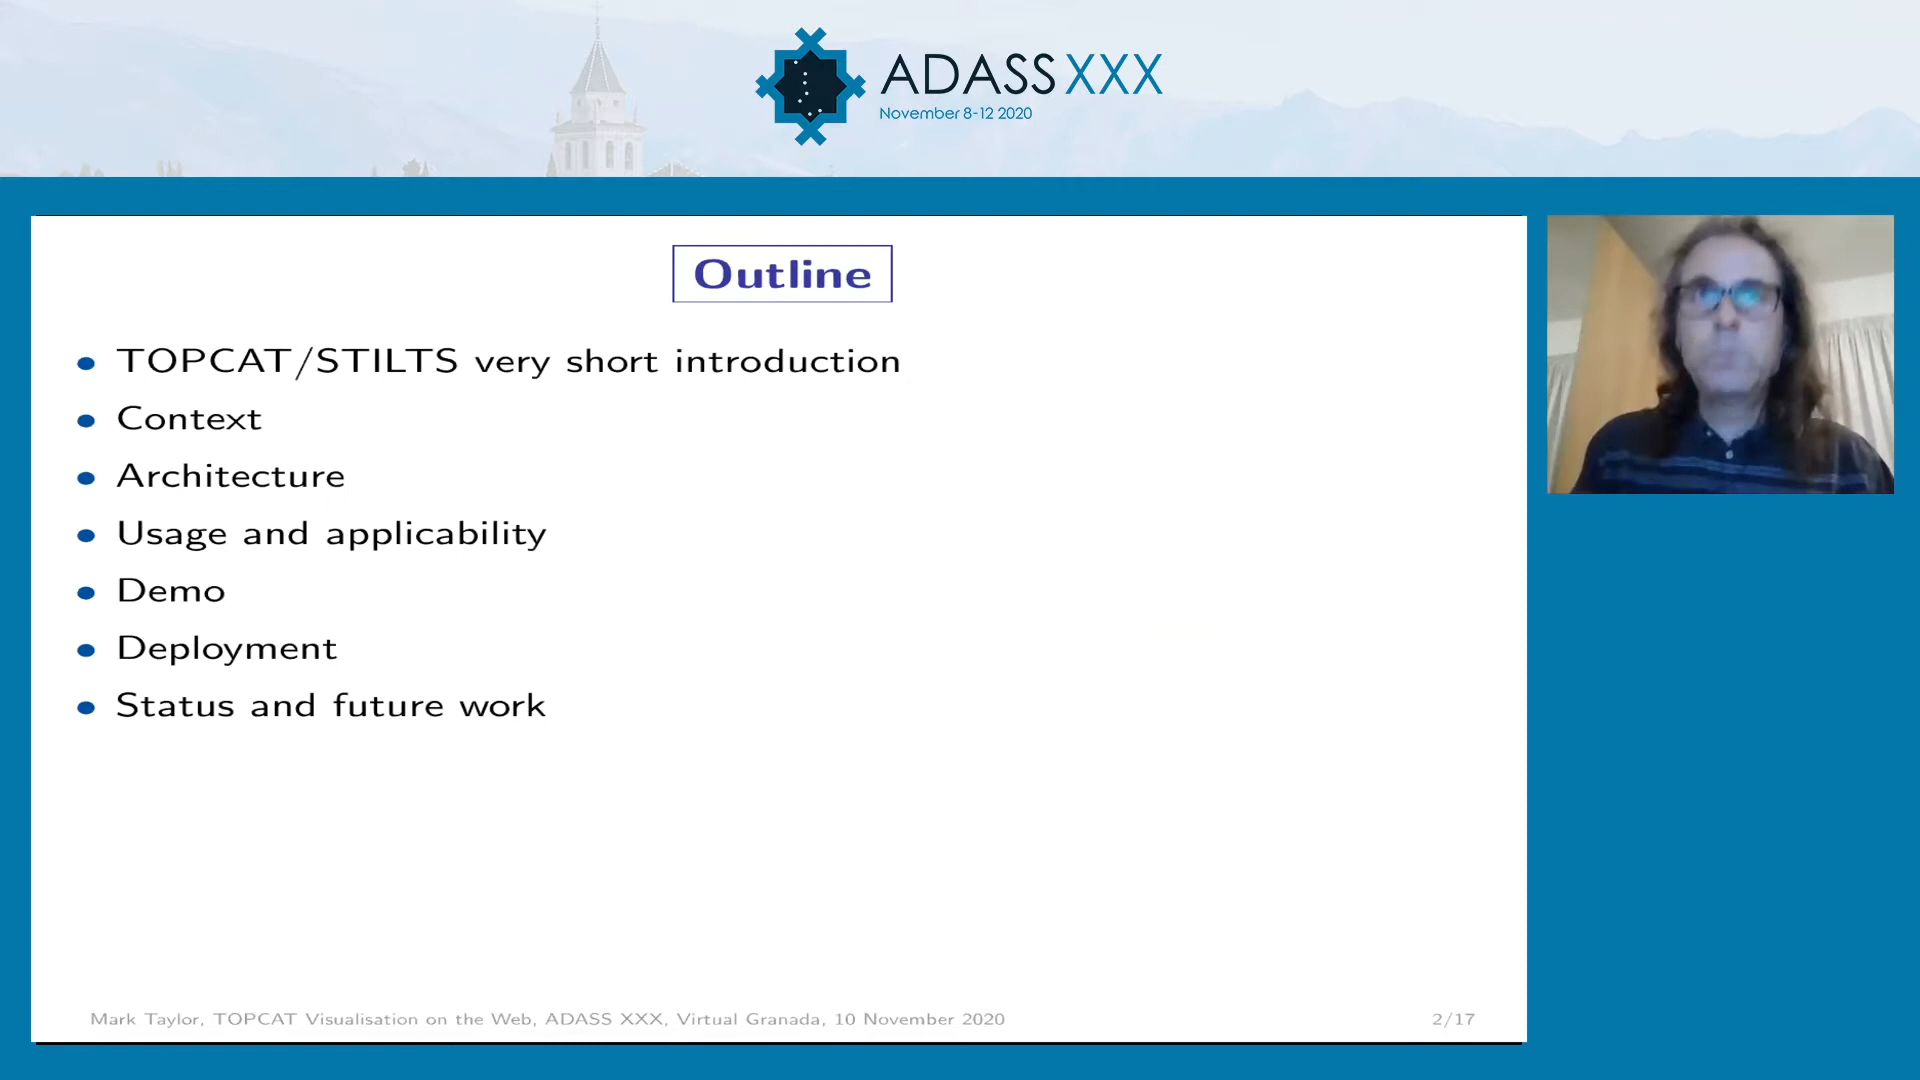 ADASS XXX
November 8-12 2020
Outline
• TOPCAT/STILTS very short introduction
• Context
• Architecture
• Usage and applicability
• Demo
• Deployment
• Status and future work
Mark Taylor, TOPCAT Visualisation on the Web, ADASS XXX, Virtual Granada, 10 November 2020
2/17